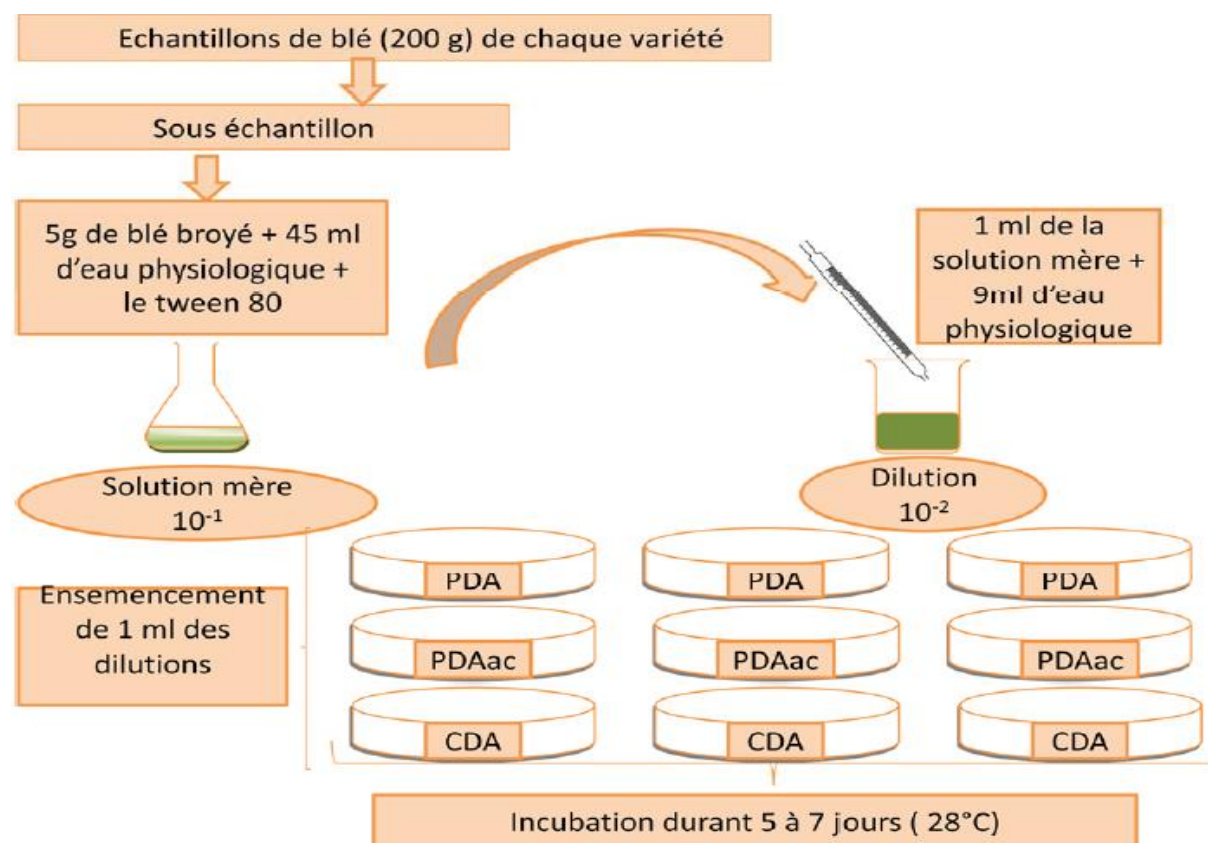 Echantillons de blé (200 g) de chaque variété
Sous échantillon
5g de blé broyé + 45 ml
d'eau physiologique +
le tween 80
1 ml de la
solution mère +
9ml d'eau
physiologique
Solution mère
10⁻¹
Dilution
10⁻²
Ensemencement
de 1 ml des
dilutions
PDA PDA PDA
PDAac PDAac PDAac
CDA CDA CDA
Incubation durant 5 à 7 jours ( 28°C)